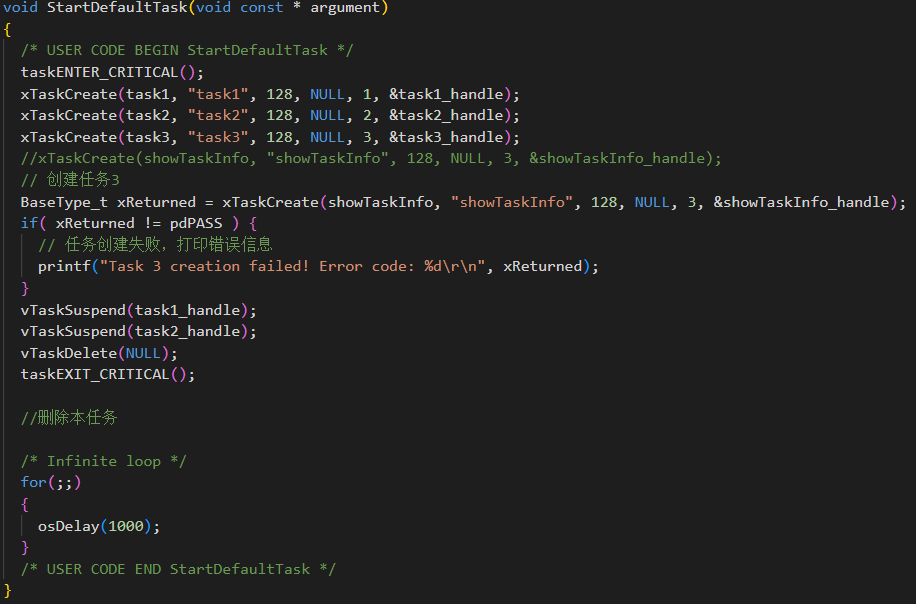 void StartDefaultTask(void const * argument)
{
  /* USER CODE BEGIN StartDefaultTask */
  taskENTER_CRITICAL();
  xTaskCreate(task1, "task1", 128, NULL, 1, &task1_handle);
  xTaskCreate(task2, "task2", 128, NULL, 2, &task2_handle);
  xTaskCreate(task3, "task3", 128, NULL, 3, &task3_handle);
  //xTaskCreate(showTaskInfo, "showTaskInfo", 128, NULL, 3, &showTaskInfo_handle);
  // 创建任务3
  BaseType_t xReturned = xTaskCreate(showTaskInfo, "showTaskInfo", 128, NULL, 3, &showTaskInfo_handle);
  if( xReturned != pdPASS ) {
    // 任务创建失败，打印错误信息
    printf("Task 3 creation failed! Error code: %d\r\n", xReturned);
  }
  vTaskSuspend(task1_handle);
  vTaskSuspend(task2_handle);
  vTaskDelete(NULL);
  taskEXIT_CRITICAL();
  //删除本任务
  /* Infinite loop */
  for(;;)
  {
    osDelay(1000);
  }
  /* USER CODE END StartDefaultTask */
}